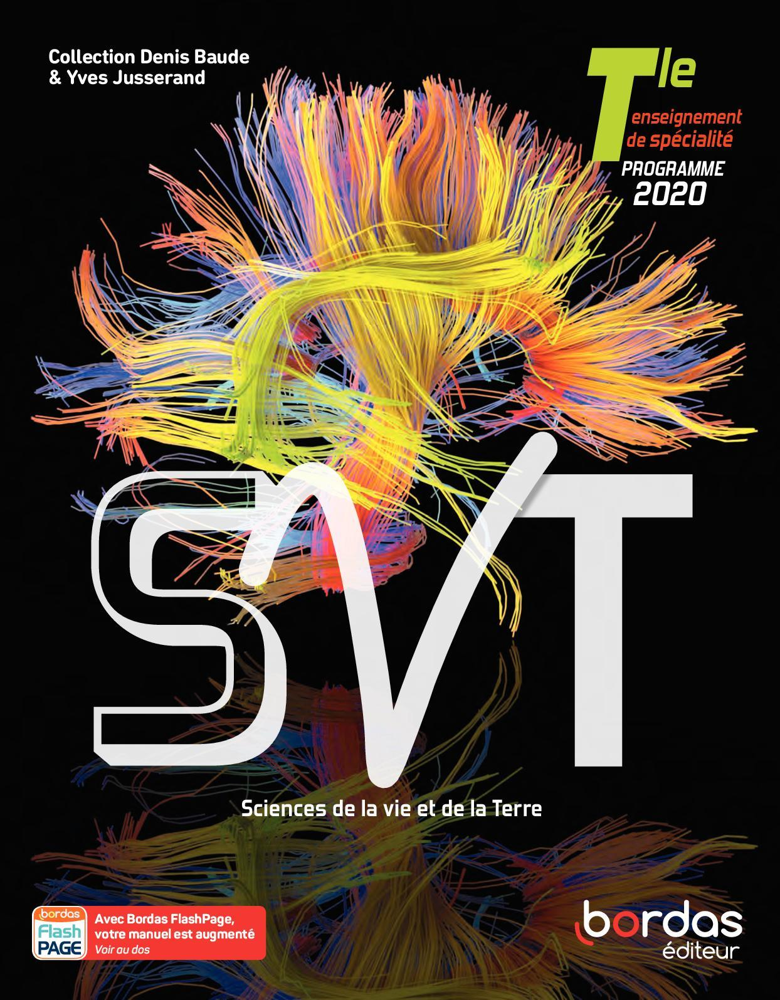 Collection Denis Baude
& Yves Jusserand
Tle
enseignement
de spécialité
PROGRAMME
2020
SVT
Sciences de la vie et de la Terre
bordas
Flash
PAGE
Avec Bordas FlashPage,
votre manuel est augmenté
Voir au dos
bordas
éditeur